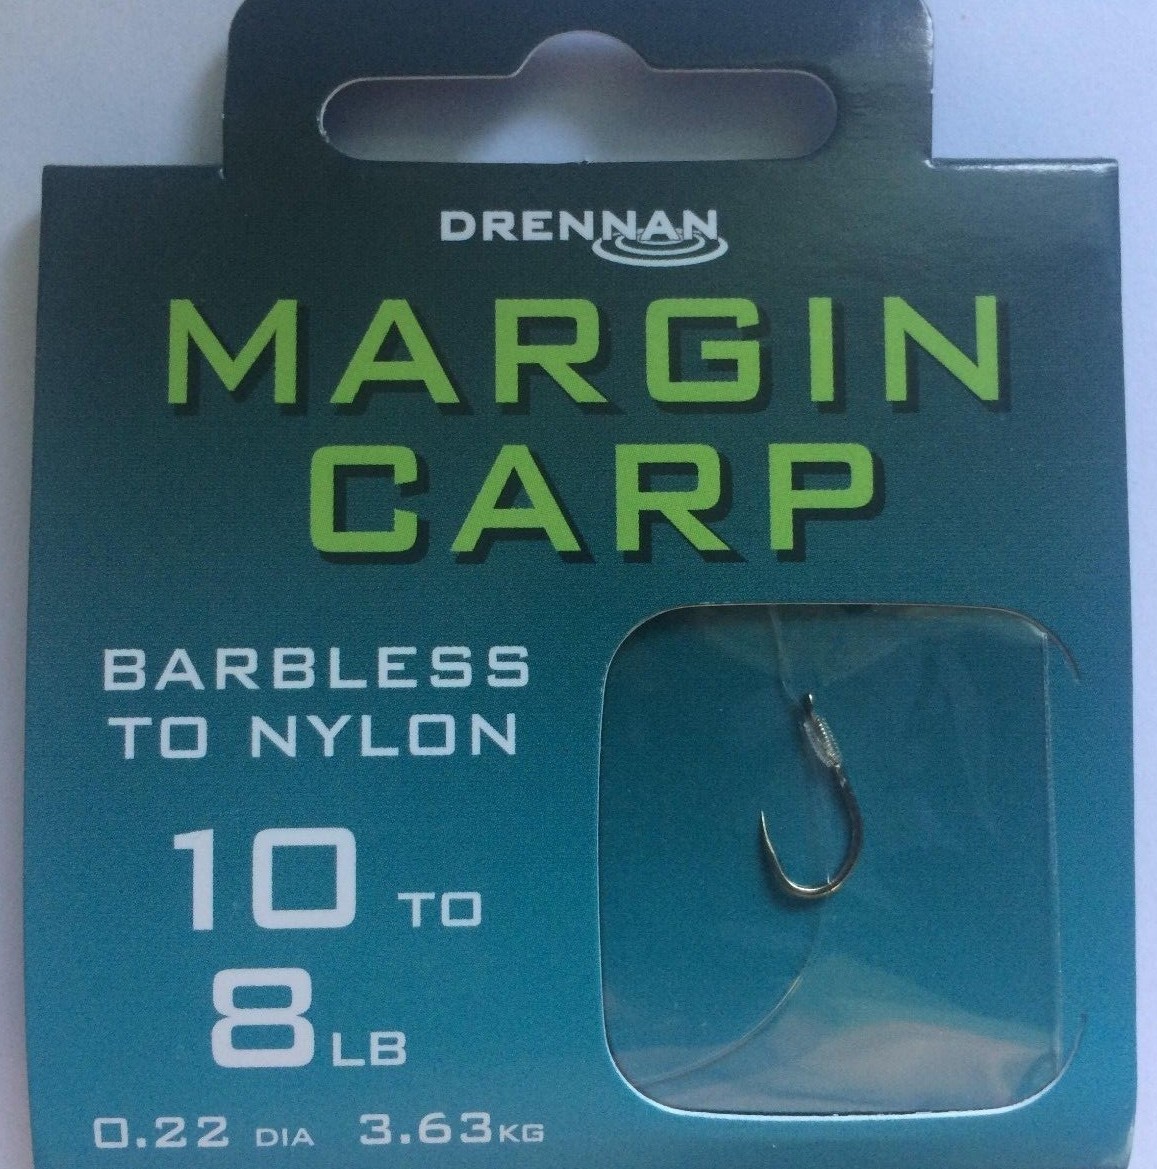 DRENNAN
MARGIN
CARP
BARBLESS
TO NYLON
10 TO
8 LB
0.22 DIA 3.63KG